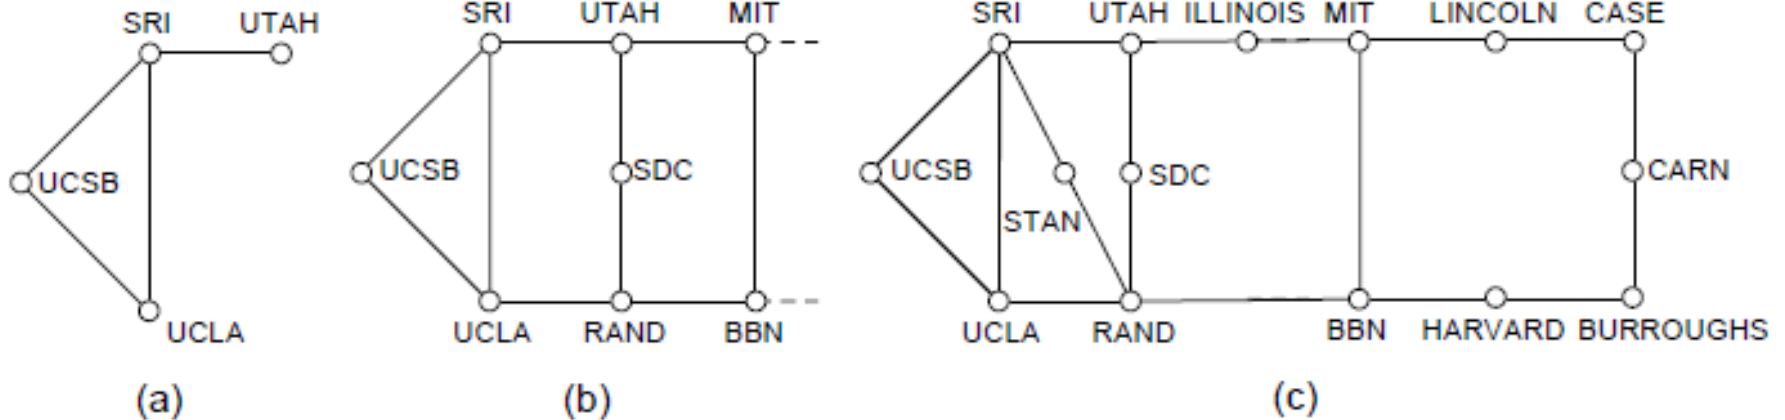 SRI UTAH
UCSB
UCLA
(a)
SRI UTAH MIT
UCSB SDC
UCLA RAND BBN
(b)
SRI UTAH ILLINOIS MIT LINCOLN CASE
UCSB SDC CARN
STAN
UCLA RAND BBN HARVARD BURROUGHS
(c)